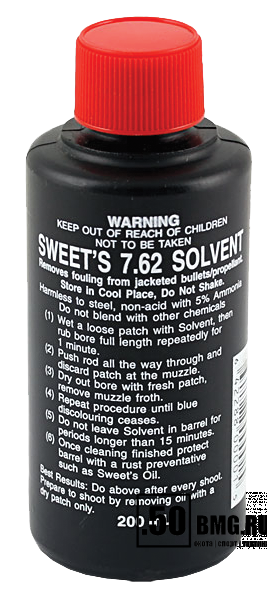 WARNING
KEEP OUT OF REACH OF CHILDREN
NOT TO BE TAKEN
SWEET'S 7.62 SOLVENT
Removes fouling from jacketed bullets/propellant.
Store in Cool Place, Do Not Shake.
Harmless to steel, non-acid with 5% Ammonia
Do not blend with other chemicals
(1) Wet a loose patch with Solvent, then
rub bore full length repeatedly for
1 minute.
(2) Push rod all the way through and
discard patch at the muzzle.
(3) Dry out bore with fresh patch,
remove muzzle froth.
(4) Repeat procedure until blue
discolouring ceases.
(5) Do not leave Solvent in barrel for
periods longer than 15 minutes.
(6) Once cleaning finished protect
barrel with a rust preventative
such as Sweet's Oil.
Best Results: Do above after every shoot.
Prepare to shoot by removing oil with a
dry patch only.
200 ml
.50 BMG.RU